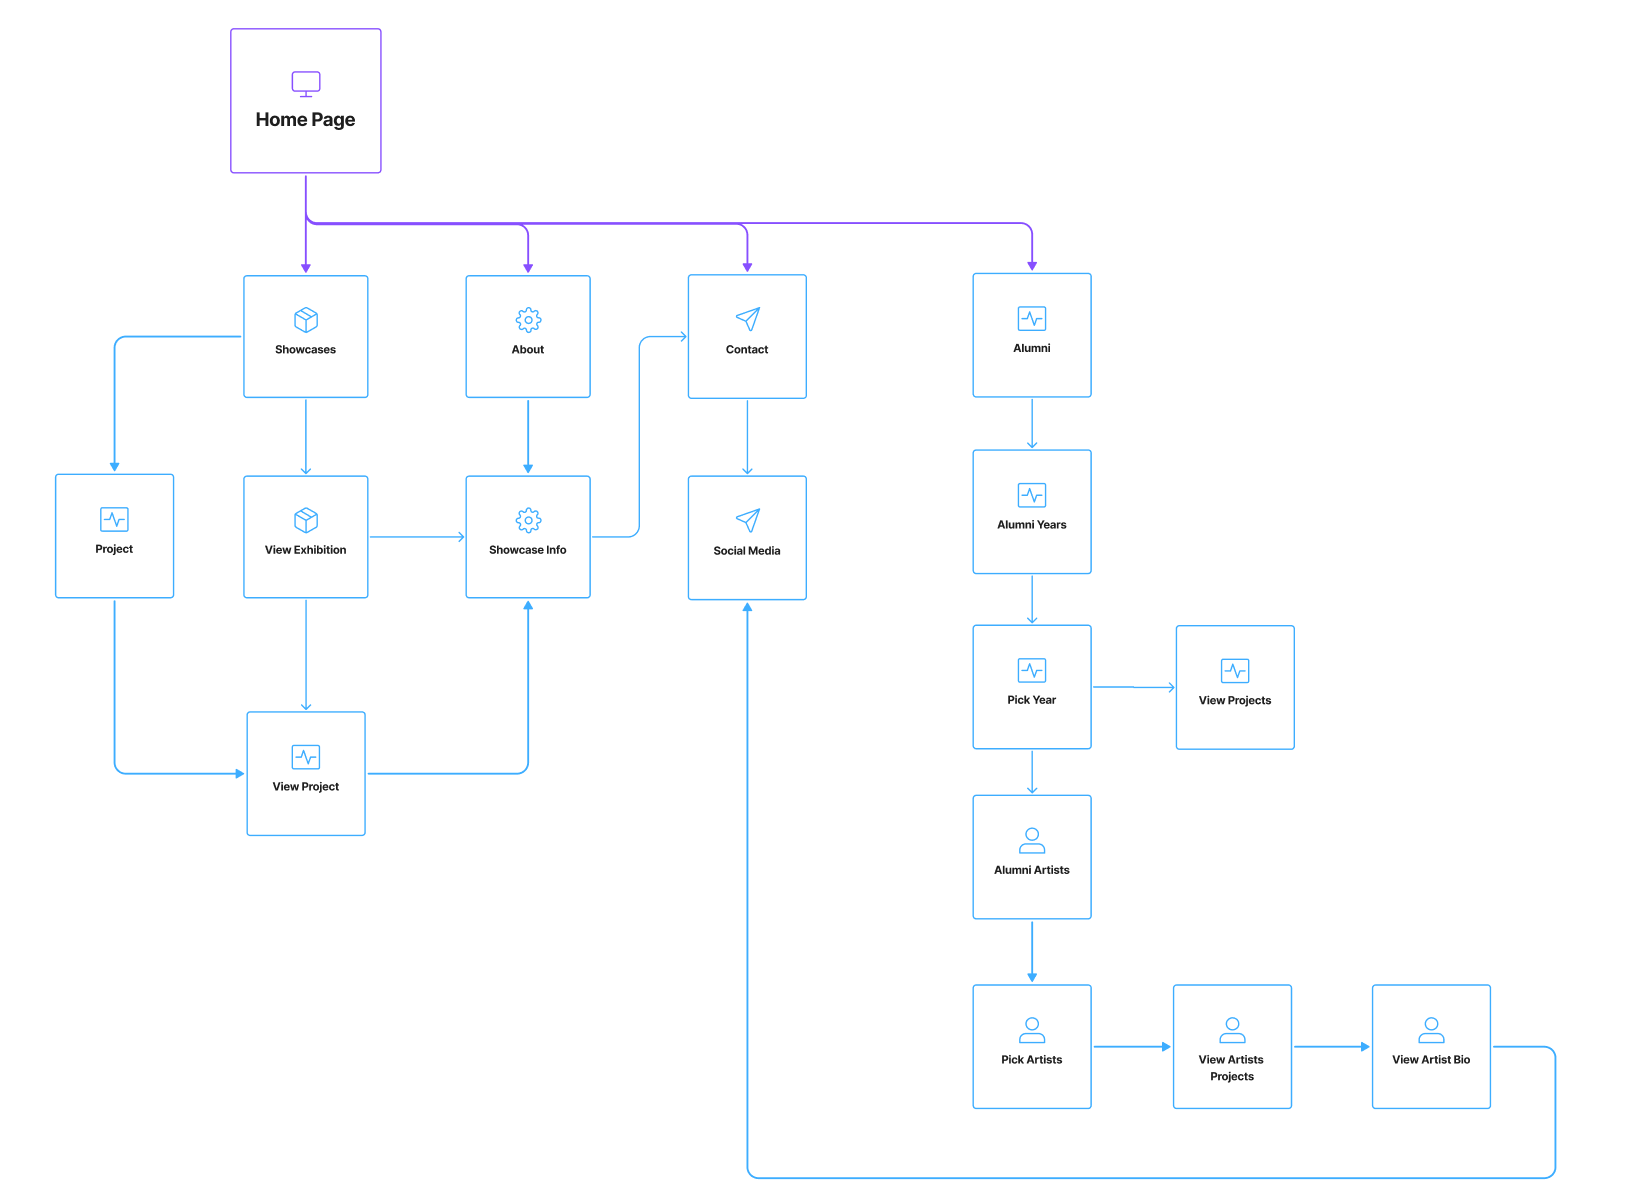 Home Page
Showcases
About
Contact
Alumni
Project
View Exhibition
Showcase Info
Social Media
Alumni Years
Pick Year
View Projects
View Project
Alumni Artists
Pick Artists
View Artists
Projects
View Artist Bio